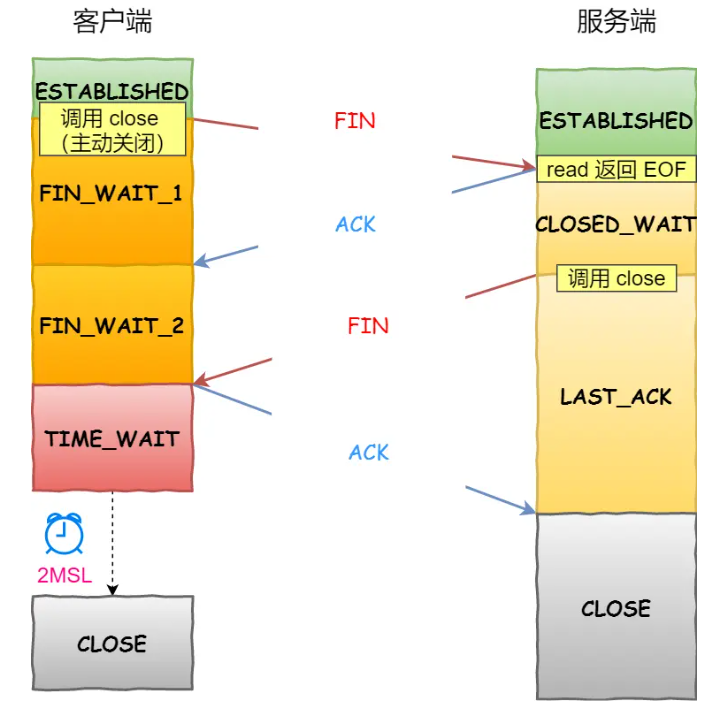 客户端
服务端
ESTABLISHED
调用 close
（主动关闭）
FIN
ESTABLISHED
read 返回 EOF
FIN_WAIT_1
ACK
CLOSED_WAIT
调用 close
FIN_WAIT_2
FIN
LAST_ACK
TIME_WAIT
ACK
2MSL
CLOSE
CLOSE